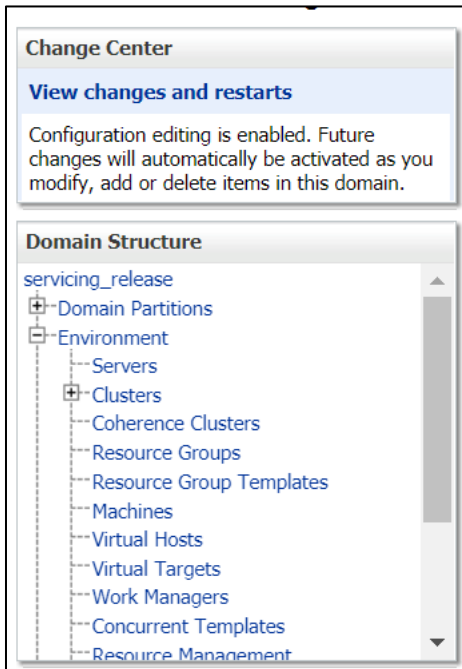 Change Center
View changes and restarts
Configuration editing is enabled. Future
changes will automatically be activated as you
modify, add or delete items in this domain.
Domain Structure
servicing_release
Domain Partitions
Environment
Servers
Clusters
Coherence Clusters
Resource Groups
Resource Group Templates
Machines
Virtual Hosts
Virtual Targets
Work Managers
Concurrent Templates
Resource Management